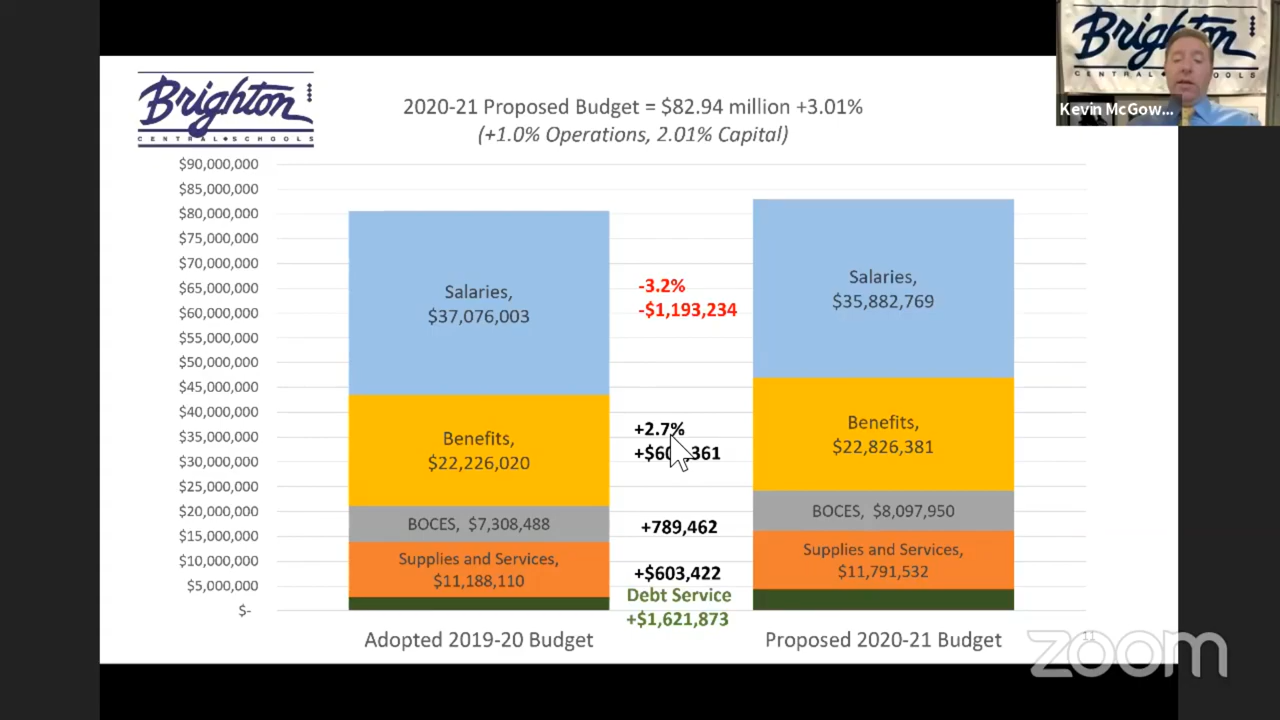 Brighton
CENTRAL SCHOOLS
2020-21 Proposed Budget = $82.94 million +3.01%
(+1.0% Operations, 2.01% Capital)
Brighton
Kevin McGow...
$90,000,000
$85,000,000
$80,000,000
$75,000,000
$70,000,000
$65,000,000
$60,000,000
$55,000,000
$50,000,000
$45,000,000
$40,000,000
$35,000,000
$30,000,000
$25,000,000
$20,000,000
$15,000,000
$10,000,000
$5,000,000
$-
Salaries,
$37,076,003
Benefits,
$22,226,020
BOCES, $7,308,488
Supplies and Services,
$11,188,110
-3.2%
-$1,193,234
+2.7%
+789,462
+$603,422
Debt Service
+$1,621,873
Salaries,
$35,882,769
Benefits,
$22,826,381
BOCES, $8,097,950
Supplies and Services,
$11,791,532
Adopted 2019-20 Budget
Proposed 2020-21 Budget
11
zoom